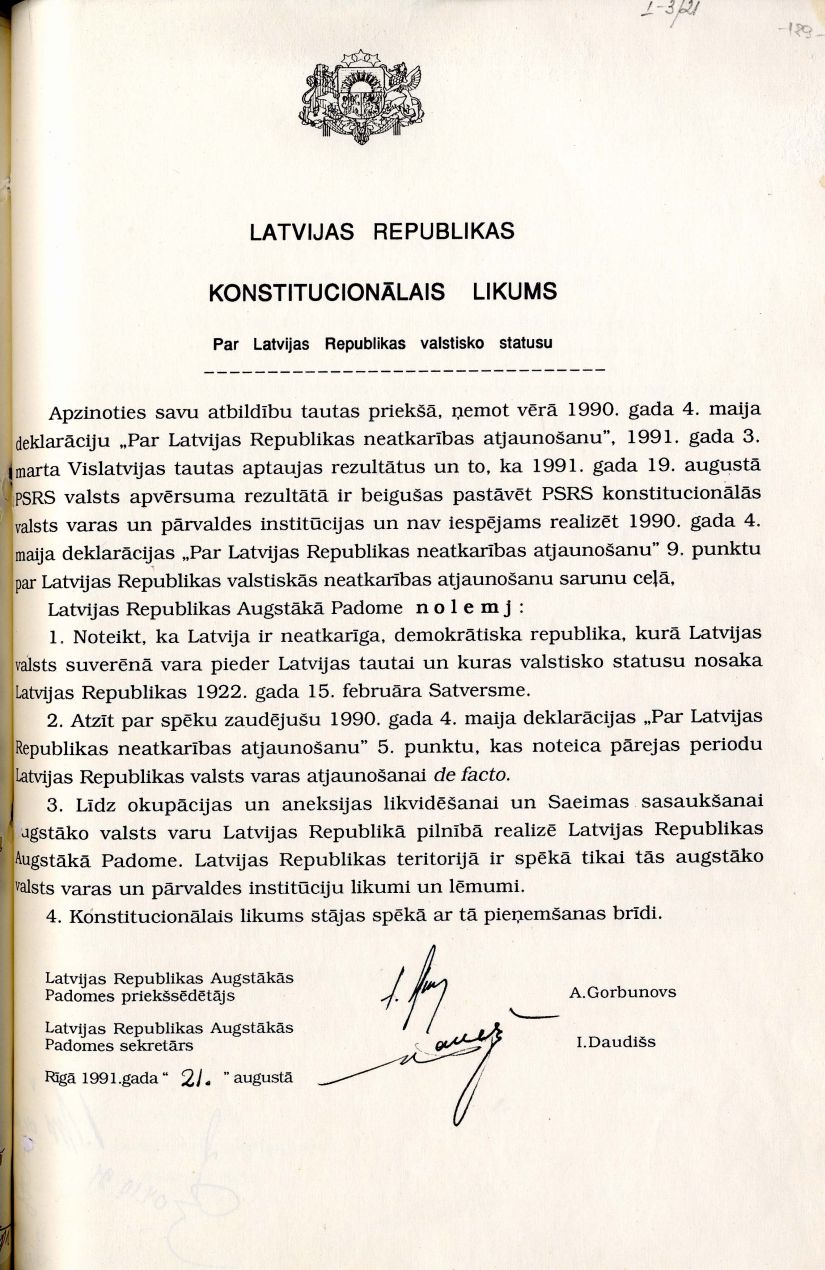 I-3/21
-129-
LATVIJAS REPUBLIKAS
KONSTITUCIONĀLAIS LIKUMS
Par Latvijas Republikas valstisko statusu
Apzinoties savu atbildību tautas priekšā, ņemot vērā 1990. gada 4. maija
deklarāciju „Par Latvijas Republikas neatkarības atjaunošanu”, 1991. gada 3.
marta Vislatvijas tautas aptaujas rezultātus un to, ka 1991. gada 19. augustā
PSRS valsts apvērsuma rezultātā ir beigušas pastāvēt PSRS konstitucionālās
valsts varas un pārvaldes institūcijas un nav iespējams realizēt 1990. gada 4.
maija deklarācijas „Par Latvijas Republikas neatkarības atjaunošanu” 9. punktu
par Latvijas Republikas valstiskās neatkarības atjaunošanu sarunu ceļā,
Latvijas Republikas Augstākā Padome nolemj:
1. Noteikt, ka Latvija ir neatkarīga, demokrātiska republika, kurā Latvijas
valsts suverēnā vara pieder Latvijas tautai un kuras valstisko statusu nosaka
Latvijas Republikas 1922. gada 15. februāra Satversme.
2. Atzīt par spēku zaudējušu 1990. gada 4. maija deklarācijas „Par Latvijas
Republikas neatkarības atjaunošanu” 5. punktu, kas noteica pārejas periodu
Latvijas Republikas valsts varas atjaunošanai de facto.
3. Līdz okupācijas un aneksijas likvidēšanai un Saeimas sasaukšanai
augstāko valsts varu Latvijas Republikā pilnībā realizē Latvijas Republikas
Augstākā Padome. Latvijas Republikas teritorijā ir spēkā tikai tās augstāko
valsts varas un pārvaldes institūciju likumi un lēmumi.
4. Konstitucionālais likums stājas spēkā ar tā pieņemšanas brīdi.
Latvijas Republikas Augstākās
Padomes priekšsēdētājs A.Gorbunovs
Latvijas Republikas Augstākās
Padomes sekretārs I.Daudišs
Rīgā 1991.gada “ 21. ” augustā